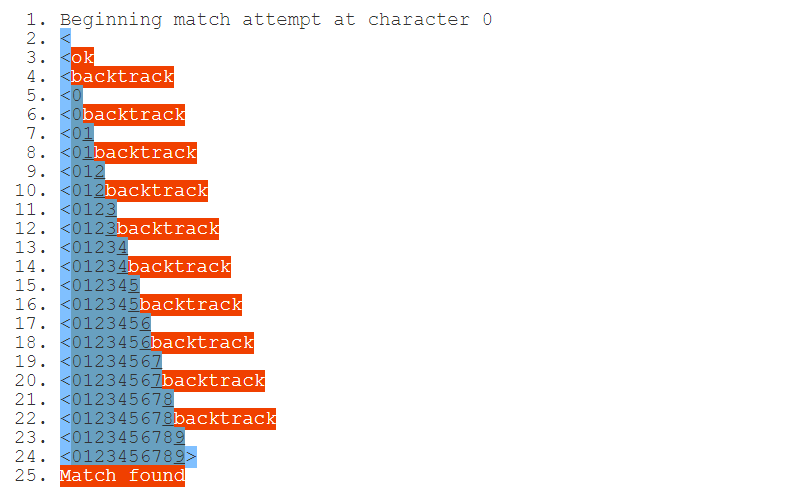 1. Beginning match attempt at character 0
2. <
3. <ok
4. <backtrack
5. <0
6. <0backtrack
7. <01
8. <01backtrack
9. <012
10. <012backtrack
11. <0123
12. <0123backtrack
13. <01234
14. <01234backtrack
15. <012345
16. <012345backtrack
17. <0123456
18. <0123456backtrack
19. <01234567
20. <01234567backtrack
21. <012345678
22. <012345678backtrack
23. <0123456789
24. <0123456789>
25. Match found